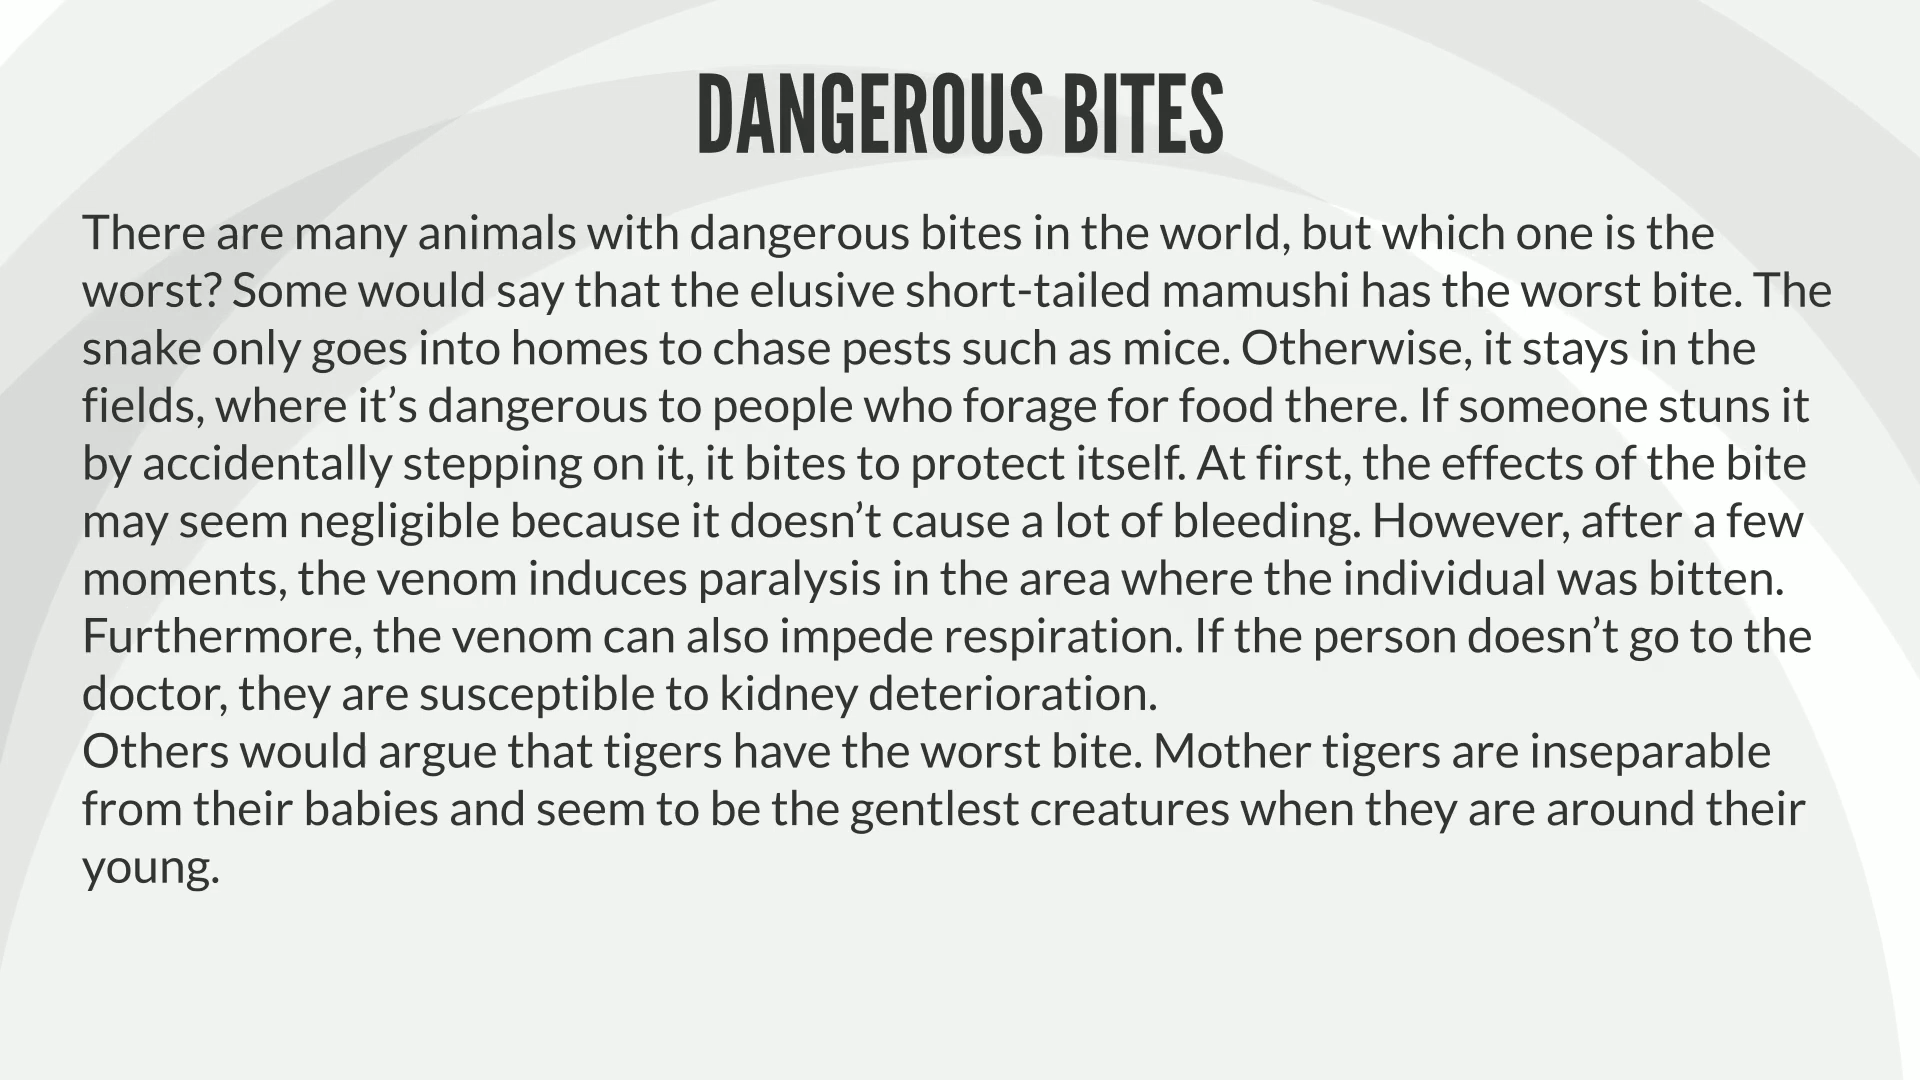 DANGEROUS BITES
There are many animals with dangerous bites in the world, but which one is the
worst? Some would say that the elusive short-tailed mamushi has the worst bite. The
snake only goes into homes to chase pests such as mice. Otherwise, it stays in the
fields, where it’s dangerous to people who forage for food there. If someone stuns it
by accidentally stepping on it, it bites to protect itself. At first, the effects of the bite
may seem negligible because it doesn’t cause a lot of bleeding. However, after a few
moments, the venom induces paralysis in the area where the individual was bitten.
Furthermore, the venom can also impede respiration. If the person doesn’t go to the
doctor, they are susceptible to kidney deterioration.
Others would argue that tigers have the worst bite. Mother tigers are inseparable
from their babies and seem to be the gentlest creatures when they are around their
young.